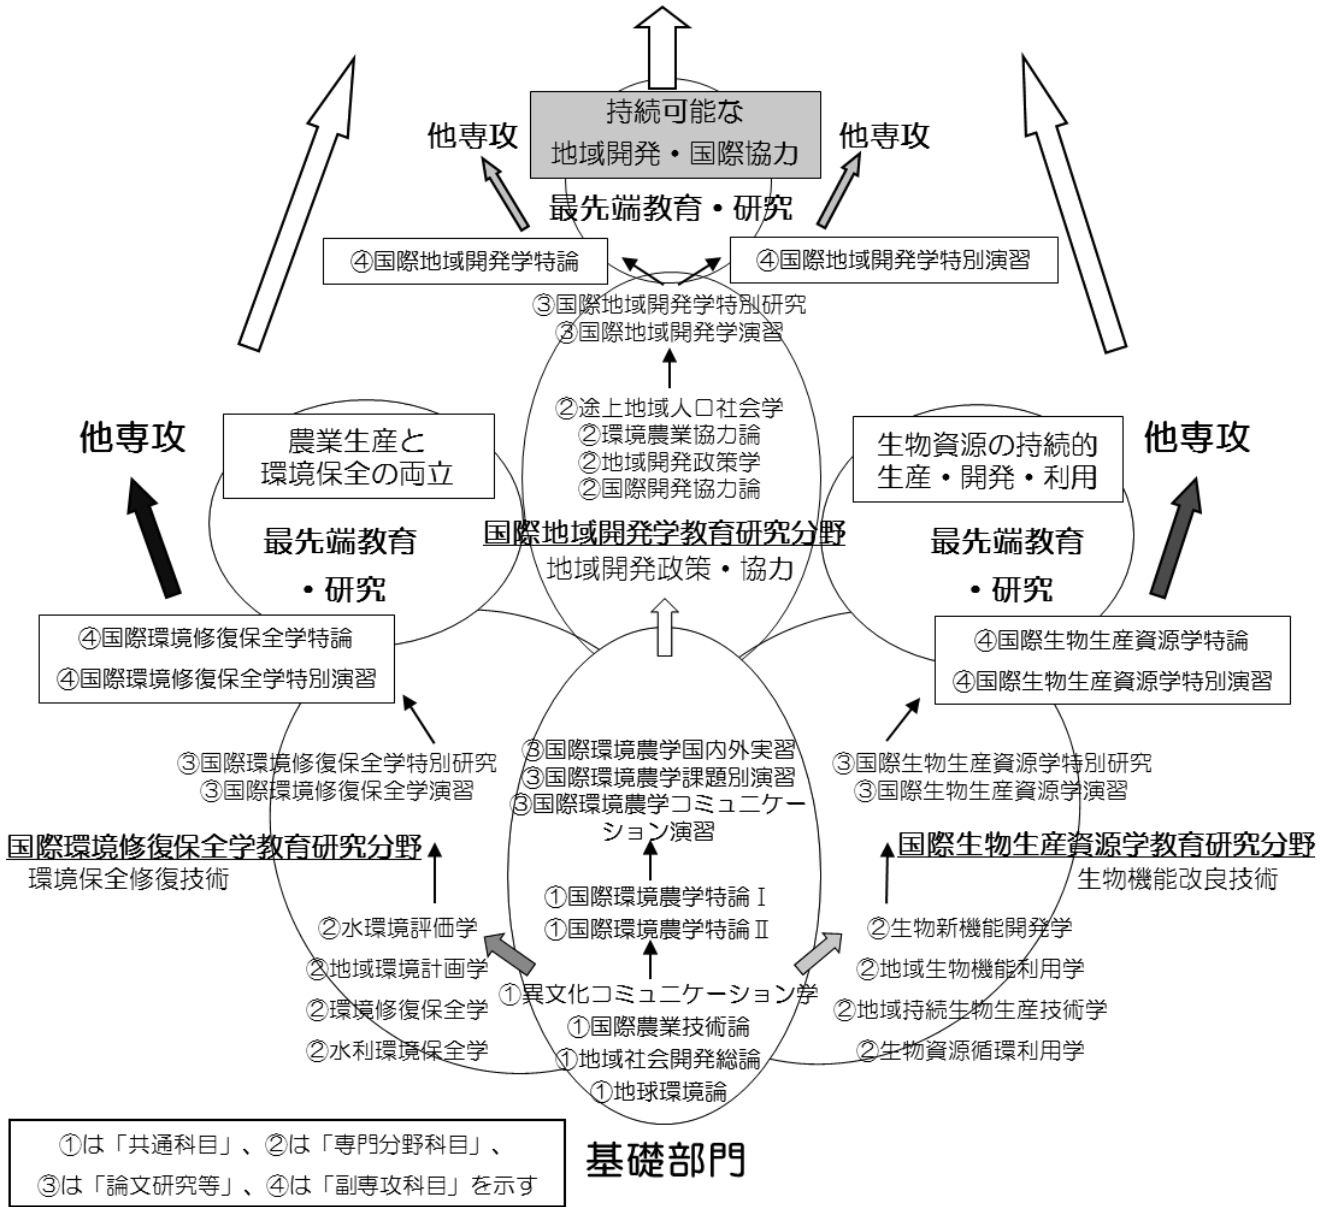 持続可能な
地域開発・国際協力
他専攻
他専攻
最先端教育・研究
④国際地域開発学特論
④国際地域開発学特別演習
③国際地域開発学特別研究
③国際地域開発学演習
②途上地域人口社会学
②環境農業協力論
②地域開発政策学
②国際開発協力論
国際地域開発学教育研究分野
地域開発政策・協力
他専攻
農業生産と
環境保全の両立
最先端教育
・研究
④国際環境修復保全学特論
④国際環境修復保全学特別演習
③国際環境修復保全学特別研究
③国際環境修復保全学演習
国際環境修復保全学教育研究分野
環境保全修復技術
②水環境評価学
②地域環境計画学
②環境修復保全学
②水利環境保全学
他専攻
生物資源の持続的
生産・開発・利用
最先端教育
・研究
④国際生物生産資源学特論
④国際生物生産資源学特別演習
③国際生物生産資源学特別研究
③国際生物生産資源学演習
国際生物生産資源学教育研究分野
生物機能改良技術
②生物新機能開発学
②地域生物機能利用学
②地域持続生物生産技術学
②生物資源循環利用学
③国際環境農学国内外実習
③国際環境農学課題別演習
③国際環境農学コミュニケー
ション演習
①国際環境農学特論Ⅰ
①国際環境農学特論Ⅱ
①異文化コミュニケーション学
①国際農業技術論
①地域社会開発総論
①地球環境論
基礎部門
①は「共通科目」、②は「専門分野科目」、
③は「論文研究等」、④は「副専攻科目」を示す